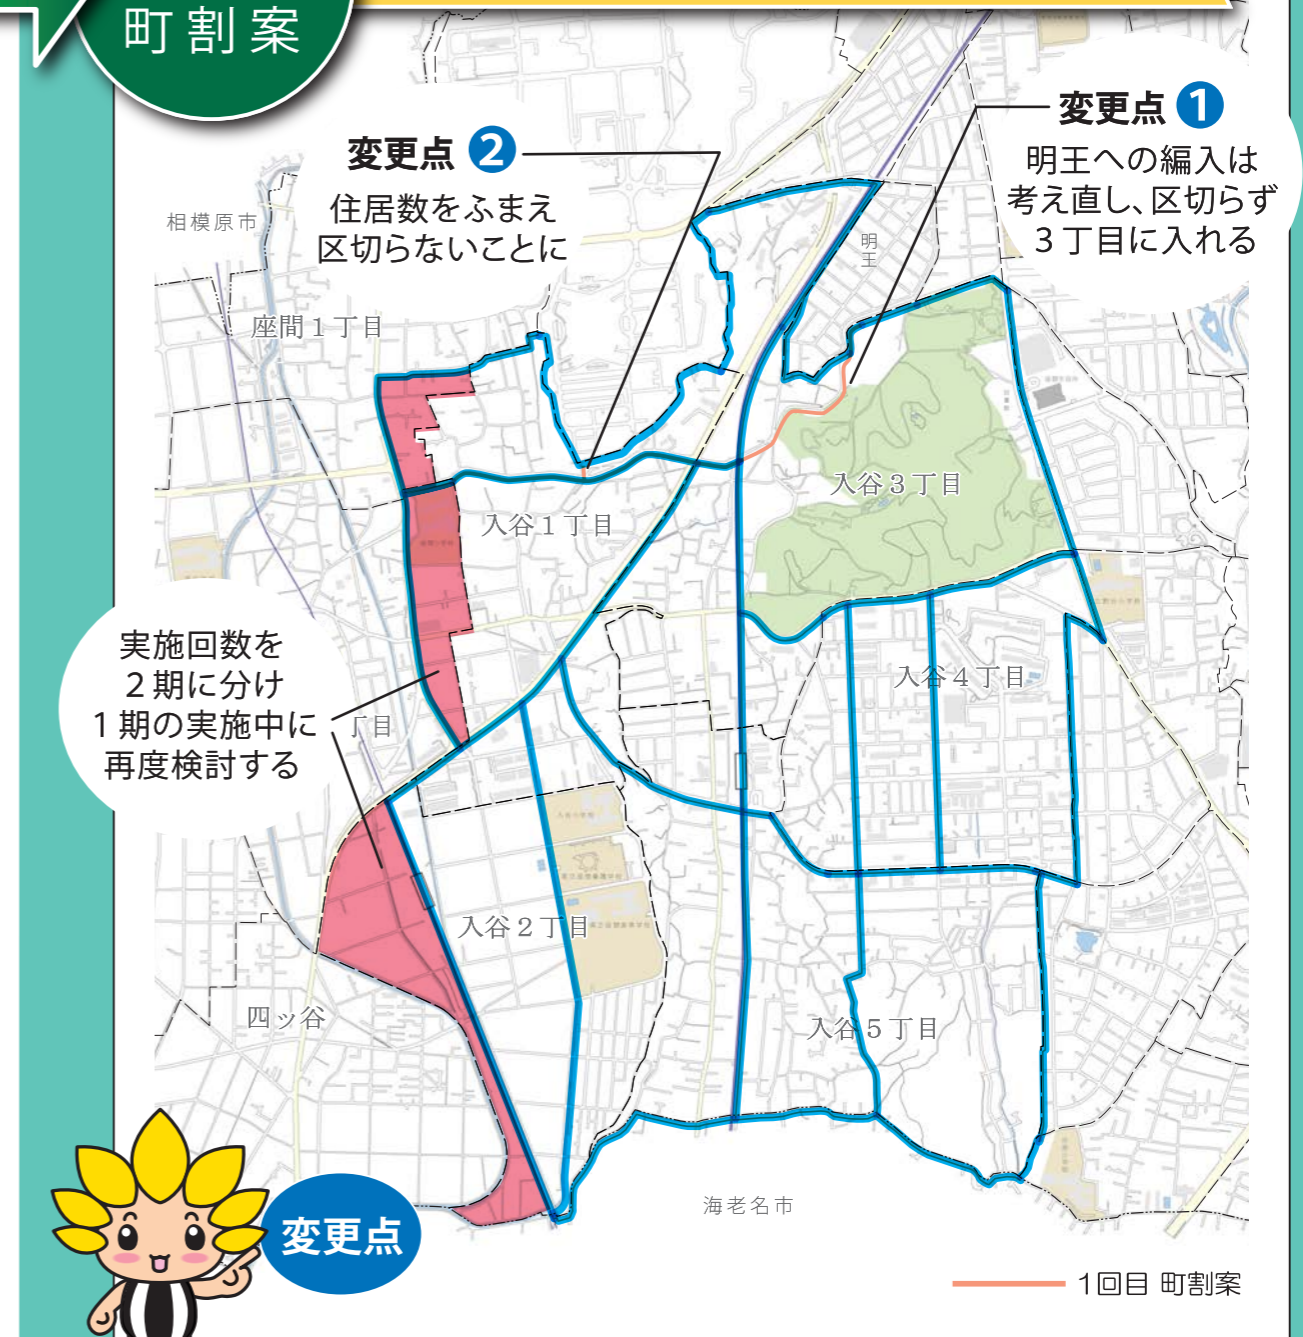 町割案
変更点 1
明王への編入は
考え直し、区切らず
3丁目に入れる
変更点 2
住居数をふまえ
区切らないことに
相模原市
明王
座間1丁目
入谷3丁目
入谷1丁目
実施回数を
2期に分け
1期の実施中に
再度検討する
丁目
入谷4丁目
入谷2丁目
四ッ谷
入谷5丁目
海老名市
変更点
1回目 町割案